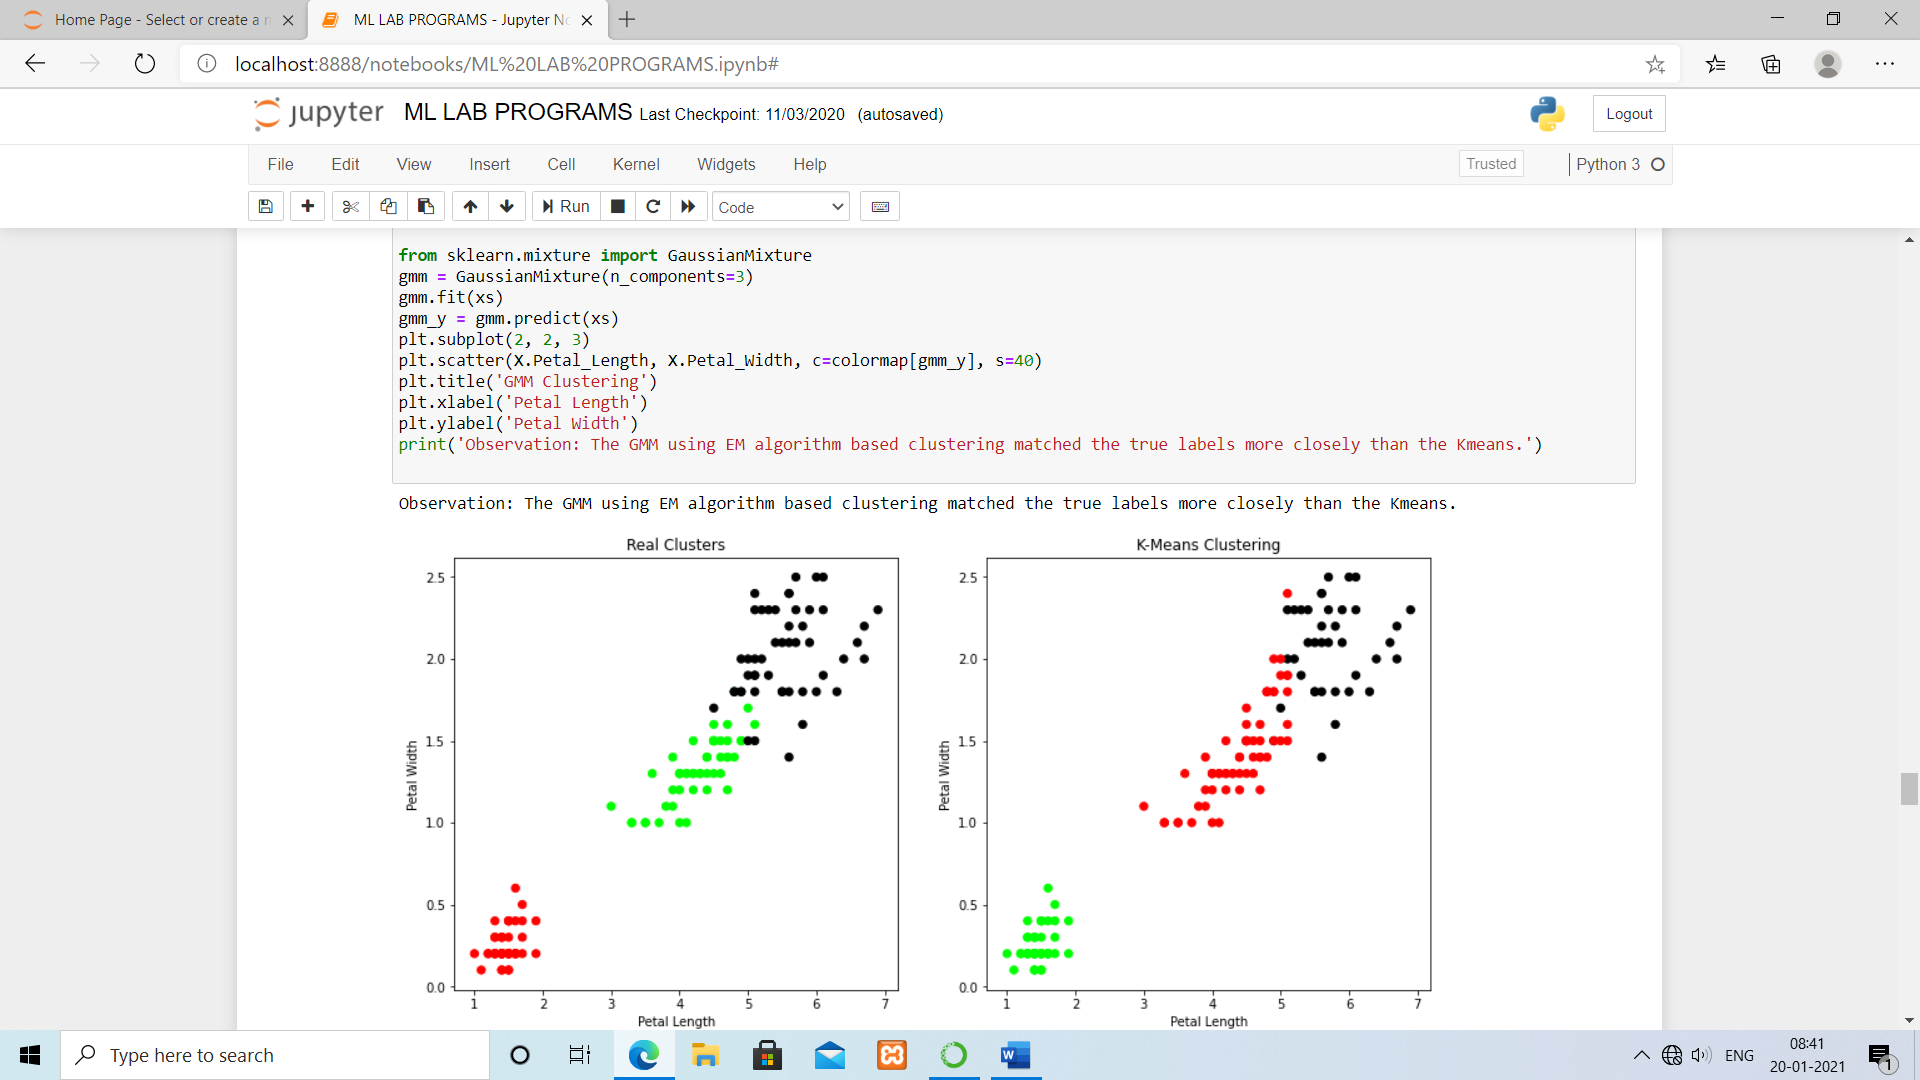 Home Page - Select or create a n
ML LAB PROGRAMS - Jupyter No
localhost:8888/notebooks/ML%20LAB%20PROGRAMS.ipynb#
jupyter ML LAB PROGRAMS Last Checkpoint: 11/03/2020 (autosaved)
Logout
File Edit View Insert Cell Kernel Widgets Help
Trusted
Python 3
Run
Code
from sklearn.mixture import GaussianMixture
gmm = GaussianMixture(n_components=3)
gmm.fit(xs)
gmm_y = gmm.predict(xs)
plt.subplot(2, 2, 3)
plt.scatter(X.Petal_Length, X.Petal_Width, c=colormap[gmm_y], s=40)
plt.title('GMM Clustering')
plt.xlabel('Petal Length')
plt.ylabel('Petal Width')
print('Observation: The GMM using EM algorithm based clustering matched the true labels more closely than the Kmeans.')
Observation: The GMM using EM algorithm based clustering matched the true labels more closely than the Kmeans.
Real Clusters
2.5
2.0
1.5
1.0
0.5
0.0
Petal Width
1 2 3 4 5 6 7
Petal Length
K-Means Clustering
2.5
2.0
1.5
1.0
0.5
0.0
Petal Width
1 2 3 4 5 6 7
Petal Length
Type here to search
ENG
08:41
20-01-2021
1